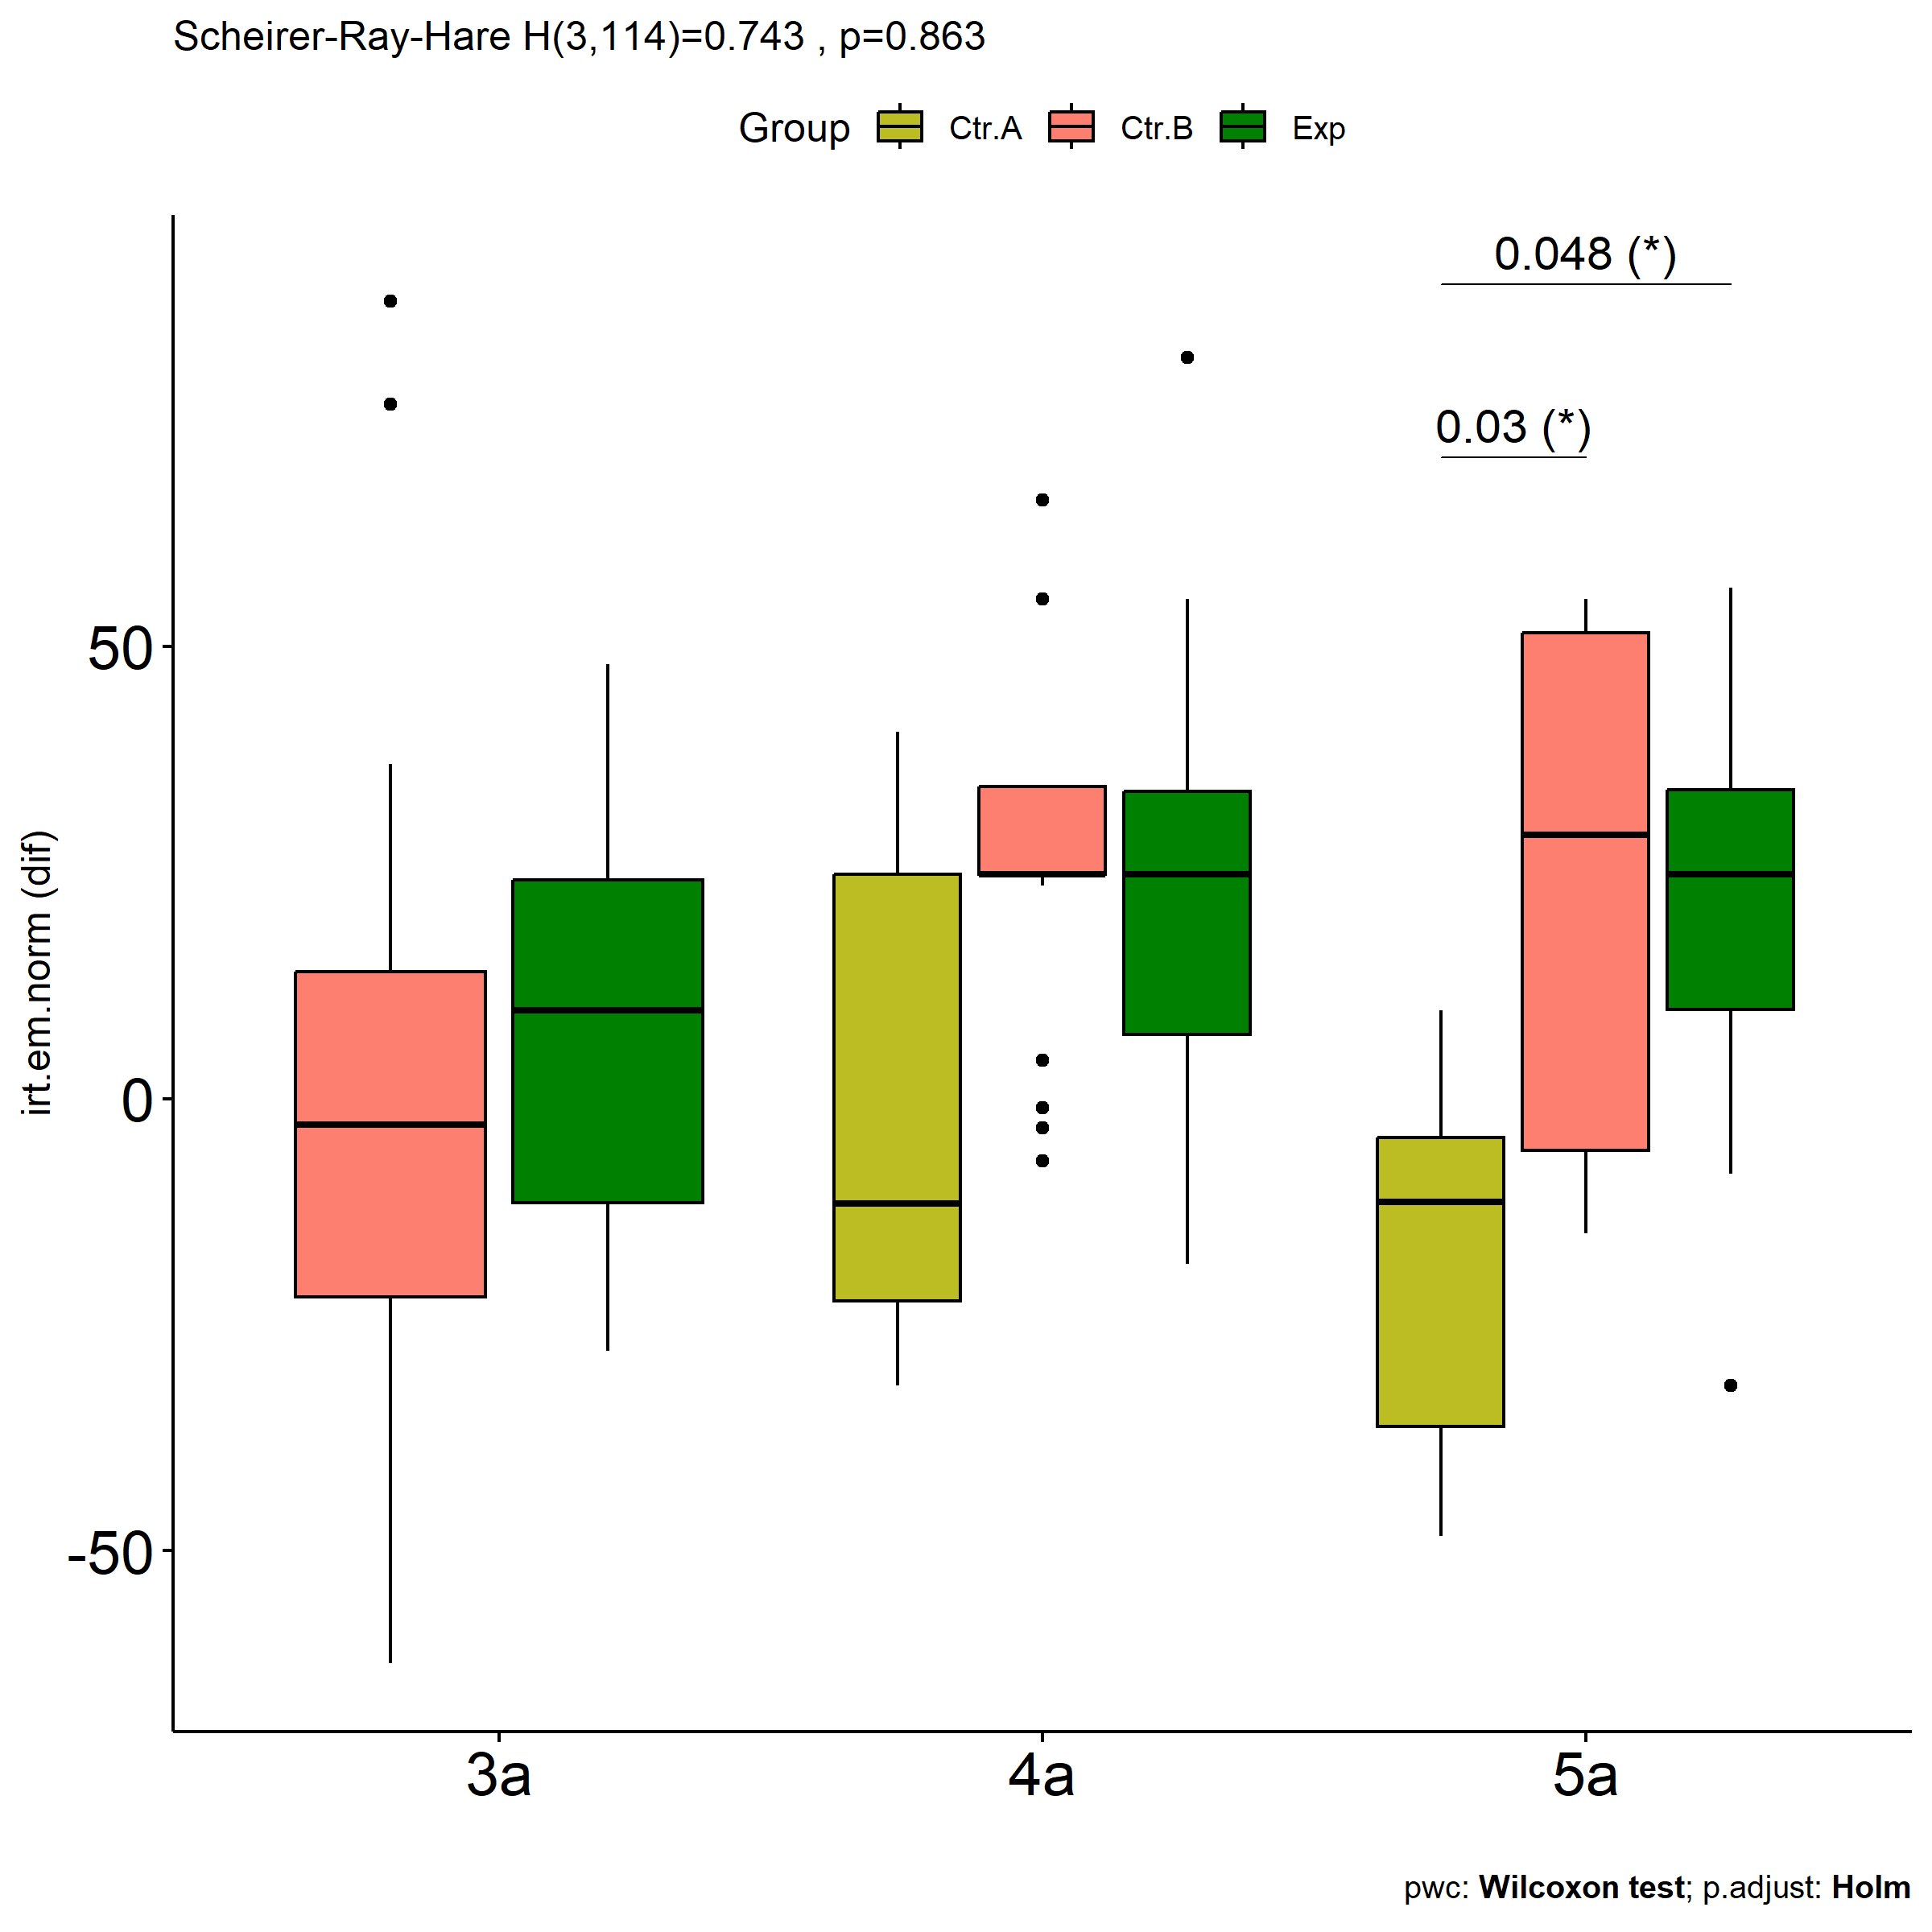 Scheirer-Ray-Hare H(3,114)=0.743 , p=0.863
Group Ctr.A Ctr.B Exp
0.048 (*)
0.03 (*)
50
0
-50
irt.em.norm (dif)
3a 4a 5a
pwc: Wilcoxon test; p.adjust: Holm